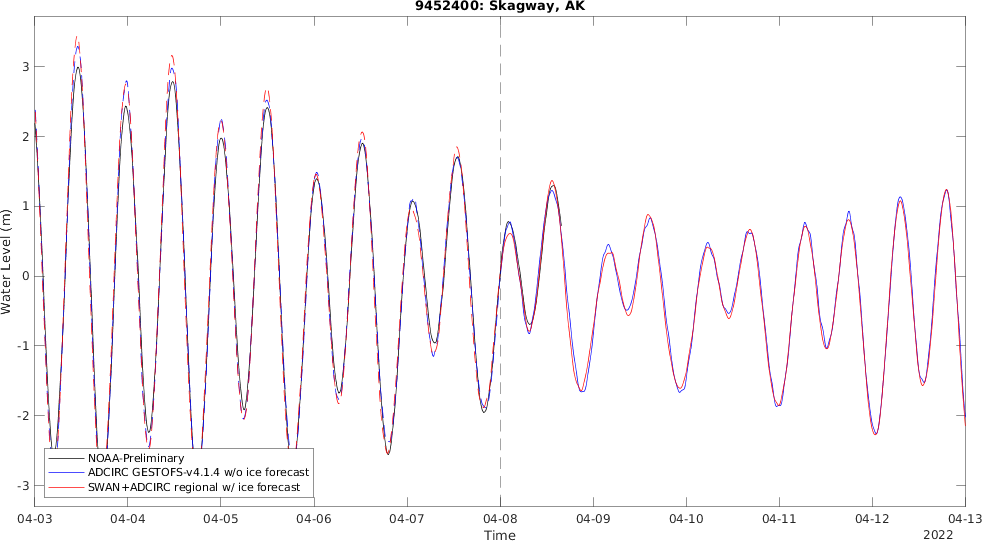 9452400: Skagway, AK
Water Level (m)
3
2
1
0
-1
-2
-3
NOAA-Preliminary
ADCIRC GESTOFS-v4.1.4 w/o ice forecast
SWAN+ADCIRC regional w/ ice forecast
04-03 04-04 04-05 04-06 04-07 04-08 04-09 04-10 04-11 04-12 04-13
Time
2022